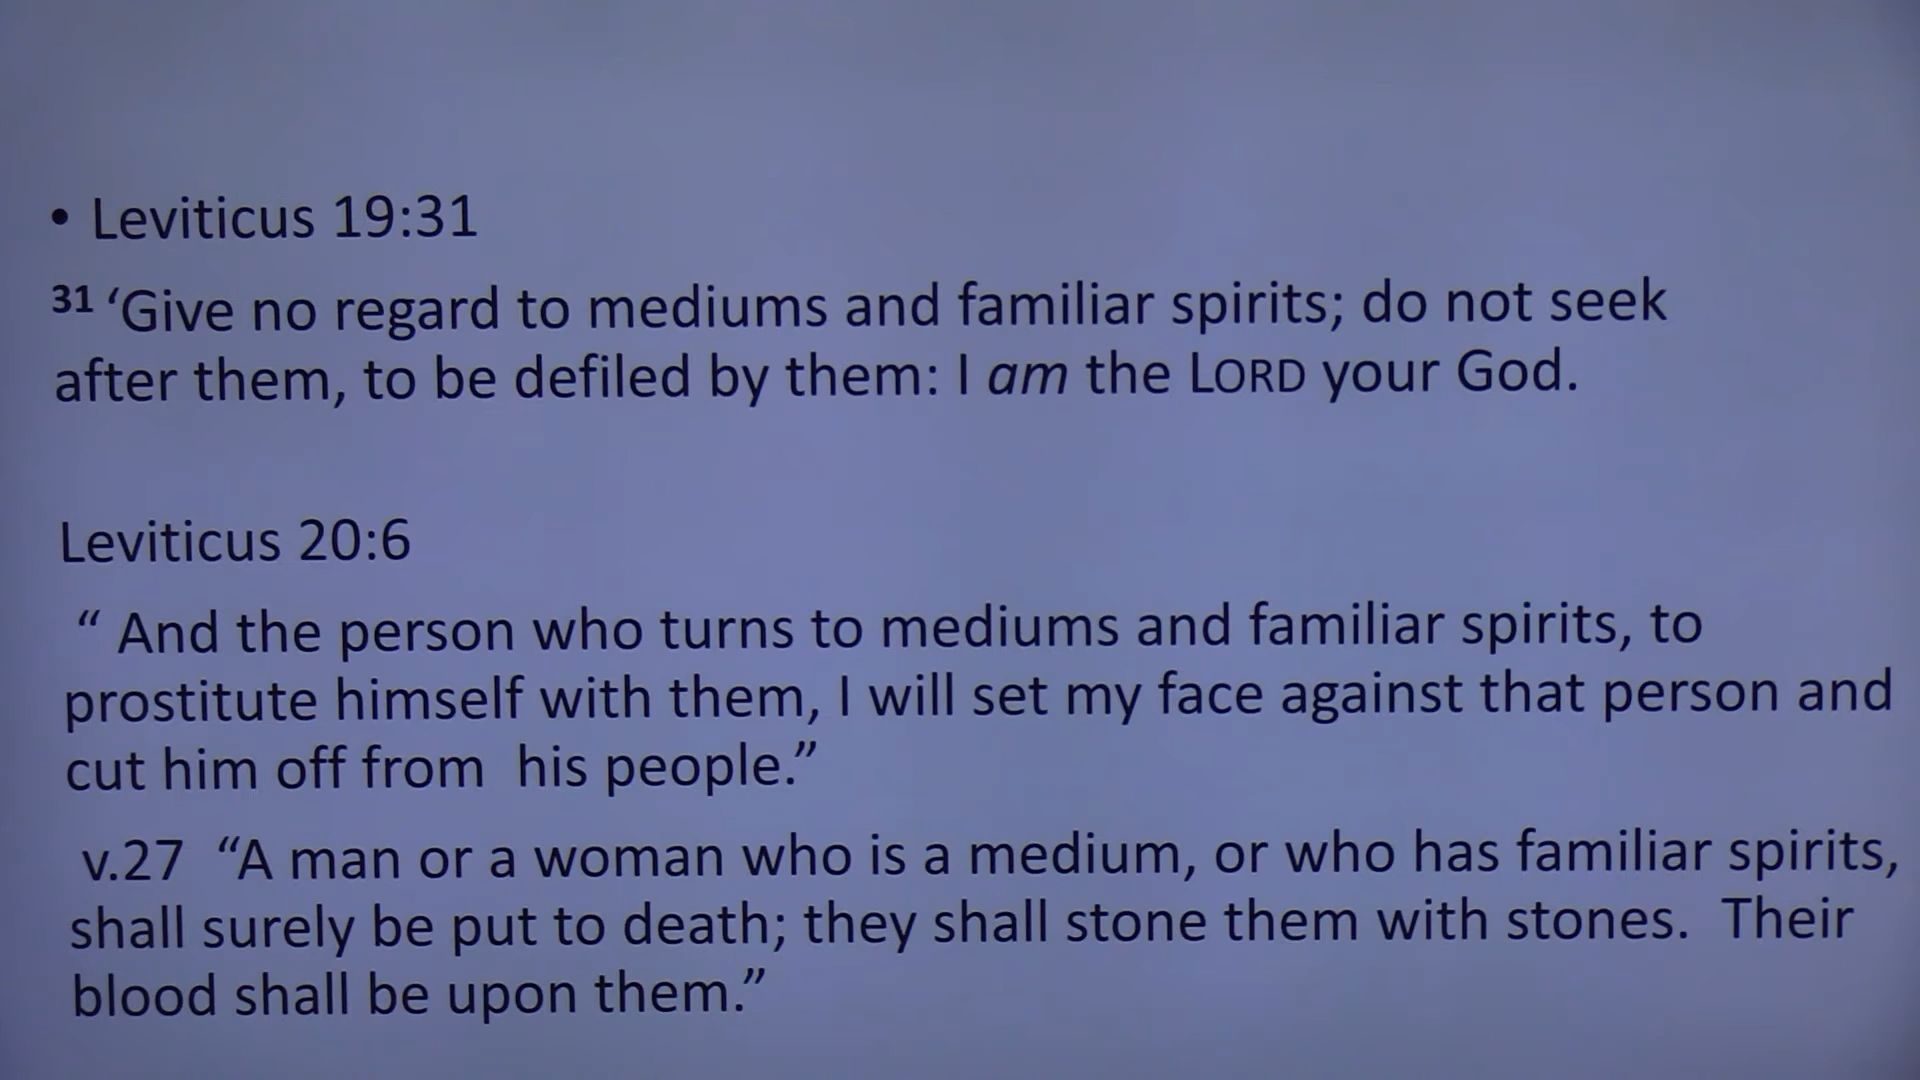 • Leviticus 19:31
31 ‘Give no regard to mediums and familiar spirits; do not seek
after them, to be defiled by them: I am the LORD your God.
Leviticus 20:6
“ And the person who turns to mediums and familiar spirits, to
prostitute himself with them, I will set my face against that person and
cut him off from  his people.”
v.27  “A man or a woman who is a medium, or who has familiar spirits,
shall surely be put to death; they shall stone them with stones.  Their
blood shall be upon them.”